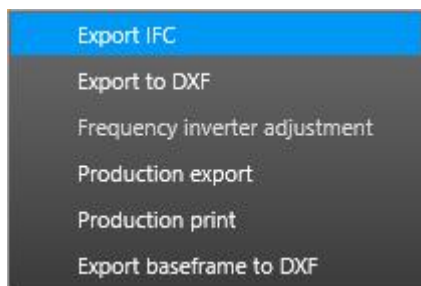 Export IFC
Export to DXF
Frequency inverter adjustment
Production export
Production print
Export baseframe to DXF